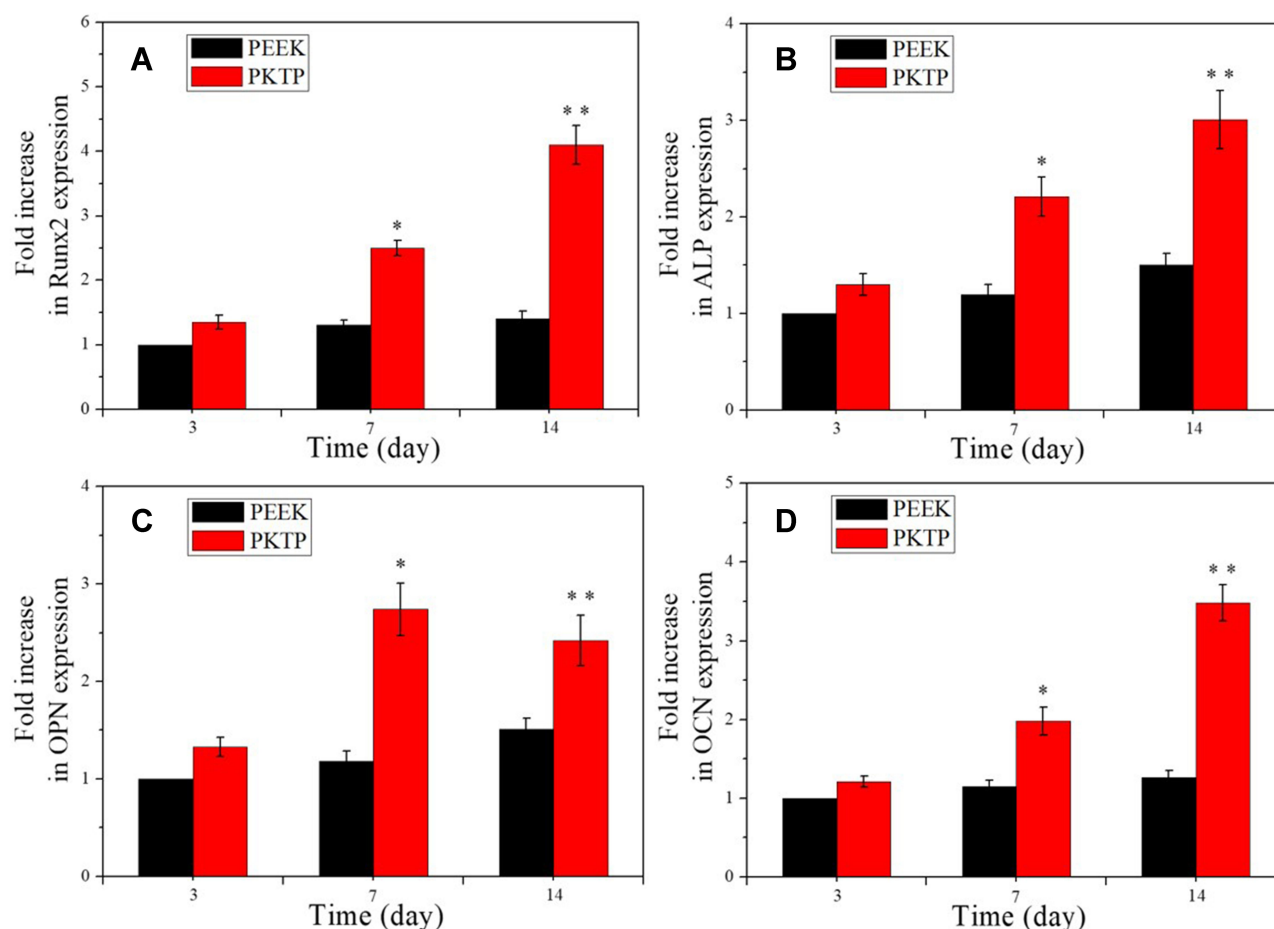 A
PEEK
PKTP
Fold increase
in Runx2 expression
6
5
4
3
2
1
0
*
**
3
7
14
Time (day)
B
PEEK
PKTP
Fold increase
in ALP expression
4
3
2
1
0
*
**
3
7
14
Time (day)
C
PEEK
PKTP
Fold increase
in OPN expression
4
3
2
1
0
*
**
3
7
14
Time (day)
D
PEEK
PKTP
Fold increase
in OCN expression
5
4
3
2
1
0
*
**
3
7
14
Time (day)